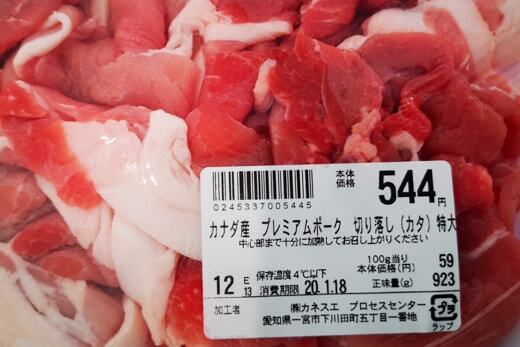 本体
価格 544円
0245337005445
カナダ産 プレミアムポーク 切り落し(カタ)特大
中心部まで十分に加熱してお召し上がりください
100g当り
本体価格(円) 59
正味量(g) 923
12 E
13 保存温度4℃以下
消費期限 20.1.18
加工者 ㈱カネスエ プロセスセンター
愛知県一宮市下川田町五丁目一番地
プラ
ラップ